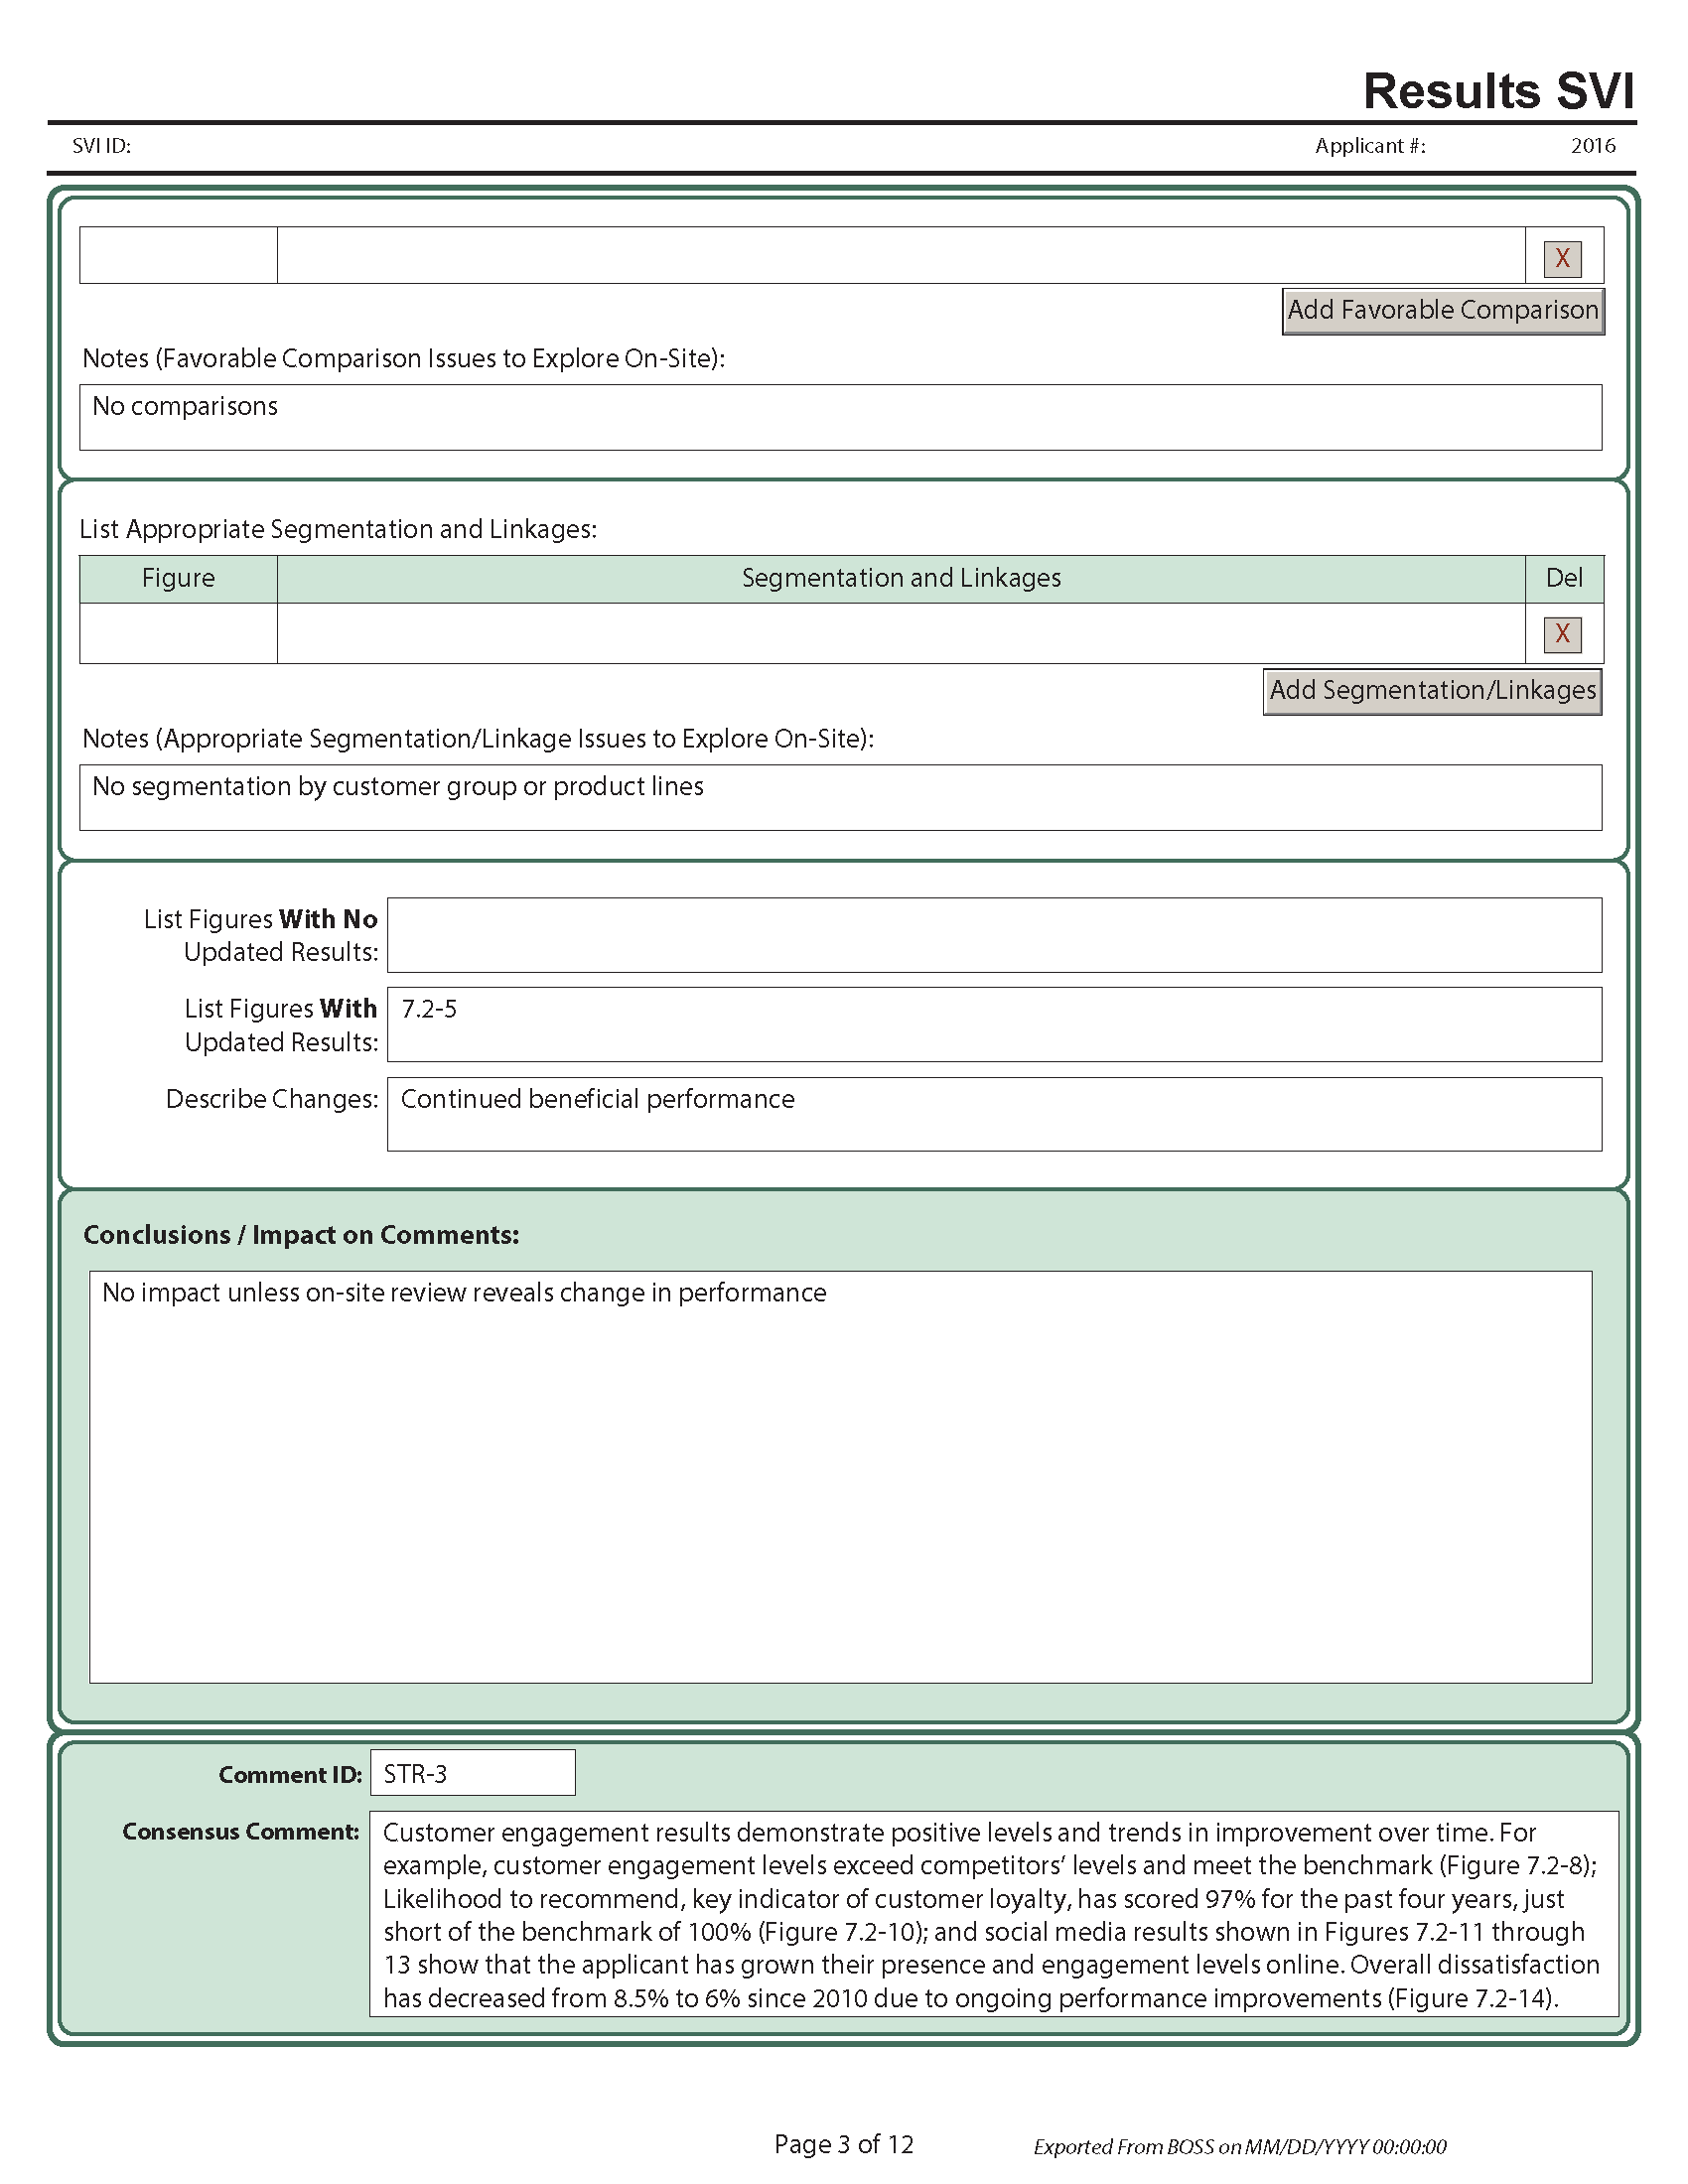 Results SVI
SVI ID: Applicant #: 2016
X
Add Favorable Comparison
Notes (Favorable Comparison Issues to Explore On-Site):
No comparisons
List Appropriate Segmentation and Linkages:
Figure Segmentation and Linkages Del
X
Add Segmentation/Linkages
Notes (Appropriate Segmentation/Linkage Issues to Explore On-Site):
No segmentation by customer group or product lines
List Figures With No
Updated Results:
List Figures With 7.2-5
Updated Results:
Describe Changes: Continued beneficial performance
Conclusions / Impact on Comments:
No impact unless on-site review reveals change in performance
Comment ID: STR-3
Consensus Comment: Customer engagement results demonstrate positive levels and trends in improvement over time. For
example, customer engagement levels exceed competitors’ levels and meet the benchmark (Figure 7.2-8);
Likelihood to recommend, key indicator of customer loyalty, has scored 97% for the past four years, just
short of the benchmark of 100% (Figure 7.2-10); and social media results shown in Figures 7.2-11 through
13 show that the applicant has grown their presence and engagement levels online. Overall dissatisfaction
has decreased from 8.5% to 6% since 2010 due to ongoing performance improvements (Figure 7.2-14).
Page 3 of 12 Exported From BOSS on MM/DD/YYYY 00:00:00